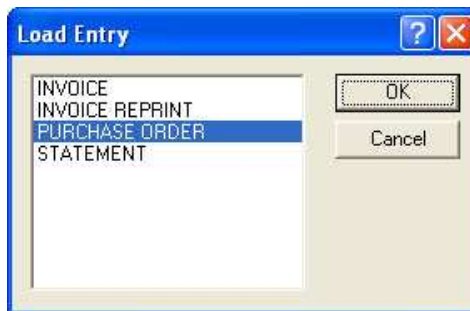 Load Entry
INVOICE
INVOICE REPRINT
PURCHASE ORDER
STATEMENT
OK
Cancel